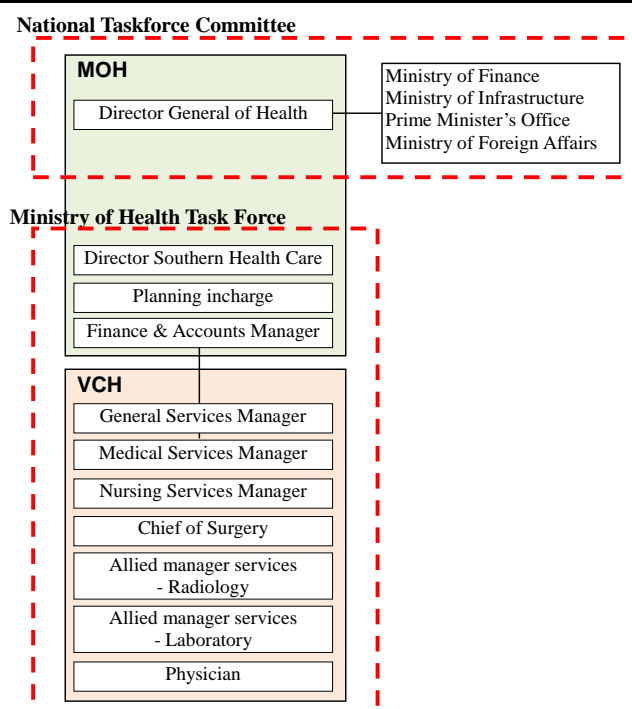 National Taskforce Committee
MOH
Director General of Health
Ministry of Finance
Ministry of Infrastructure
Prime Minister’s Office
Ministry of Foreign Affairs
Ministry of Health Task Force
Director Southern Health Care
Planning incharge
Finance & Accounts Manager
VCH
General Services Manager
Medical Services Manager
Nursing Services Manager
Chief of Surgery
Allied manager services
- Radiology
Allied manager services
- Laboratory
Physician